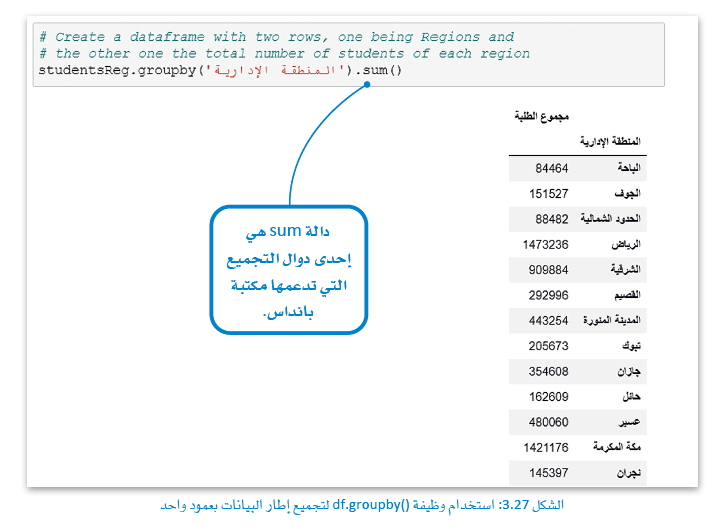 # Create a dataframe with two rows, one being Regions and
# the other one the total number of students of each region
studentsReg.groupby('المنطقة الإدارية').sum()
مجموع الطلبة
المنطقة الإدارية
الباحة 84464
الجوف 151527
الحدود الشمالية 88482
الرياض 1473236
الشرقية 909884
القصيم 292996
المدينة المنورة 443254
تبوك 205673
جازان 354608
حائل 162609
عسير 480060
مكة المكرمة 1421176
نجران 145397
دالة sum هي
إحدى دوال التجميع
التي تدعمها مكتبة
بانداس.
الشكل 3.27: استخدام وظيفة df.groupby() لتجميع إطار البيانات بعمود واحد